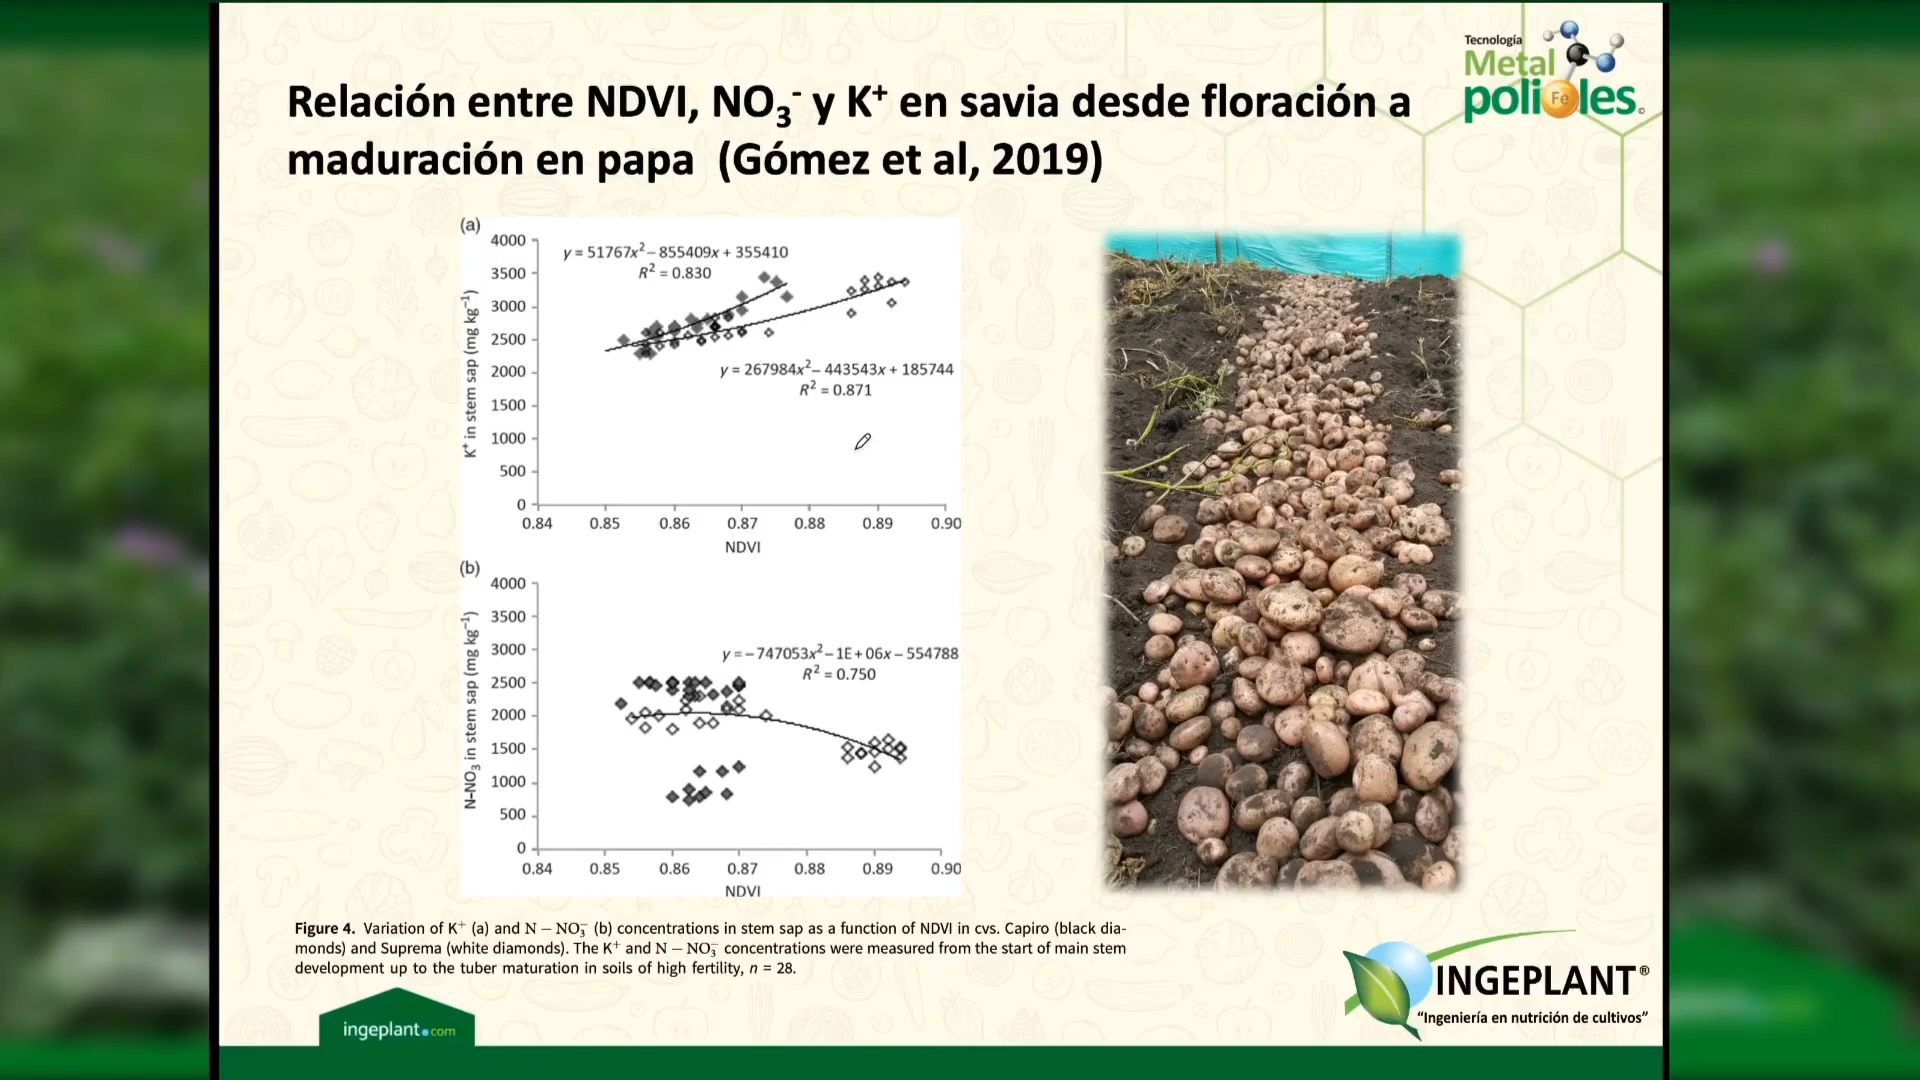 Tecnología
Metal
polioles
Fe
Relación entre NDVI, NO₃⁻ y K⁺ en savia desde floración a
maduración en papa (Gómez et al, 2019)
(a)
4000
3500
3000
2500
2000
1500
1000
500
0
K⁺ in stem sap (mg kg⁻¹)
y = 51767x² – 855409x + 355410
R² = 0.830
y = 267984x² – 443543x + 185744
R² = 0.871
0.84 0.85 0.86 0.87 0.88 0.89 0.90
NDVI
(b)
4000
3500
3000
2500
2000
1500
1000
500
0
N–NO₃ in stem sap (mg kg⁻¹)
y = – 747053x² – 1E + 06x – 554788
R² = 0.750
0.84 0.85 0.86 0.87 0.88 0.89 0.90
NDVI
Figure 4. Variation of K⁺ (a) and N – NO₃⁻ (b) concentrations in stem sap as a function of NDVI in cvs. Capiro (black dia-
monds) and Suprema (white diamonds). The K⁺ and N – NO₃⁻ concentrations were measured from the start of main stem
development up to the tuber maturation in soils of high fertility, n = 28.
ingeplant.com
INGEPLANT®
“Ingeniería en nutrición de cultivos”